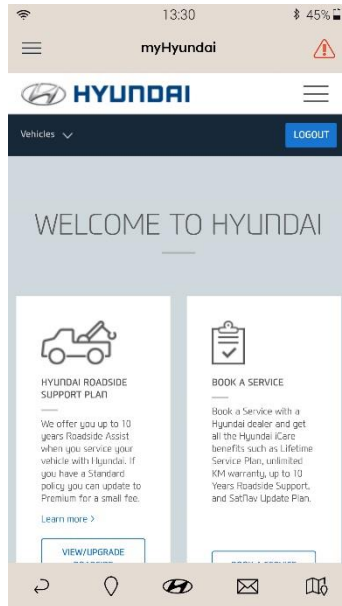 13:30
45%
myHyundai
HYUNDAI
Vehicles
LOGOUT
WELCOME TO HYUNDAI
HYUNDAI ROADSIDE
SUPPORT PLAN
We offer you up to 10
years Roadside Assist
when you service your
vehicle with Hyundai. If
you have a Standard
policy you can update to
Premium for a small fee.
Learn more >
VIEW/UPGRADE
BOOK A SERVICE
Book a Service with a
Hyundai dealer and get
all the Hyundai iCare
benefits such as Lifetime
Service Plan, unlimited
KM warranty, up to 10
Years Roadside Support,
and SatNav Update Plan.